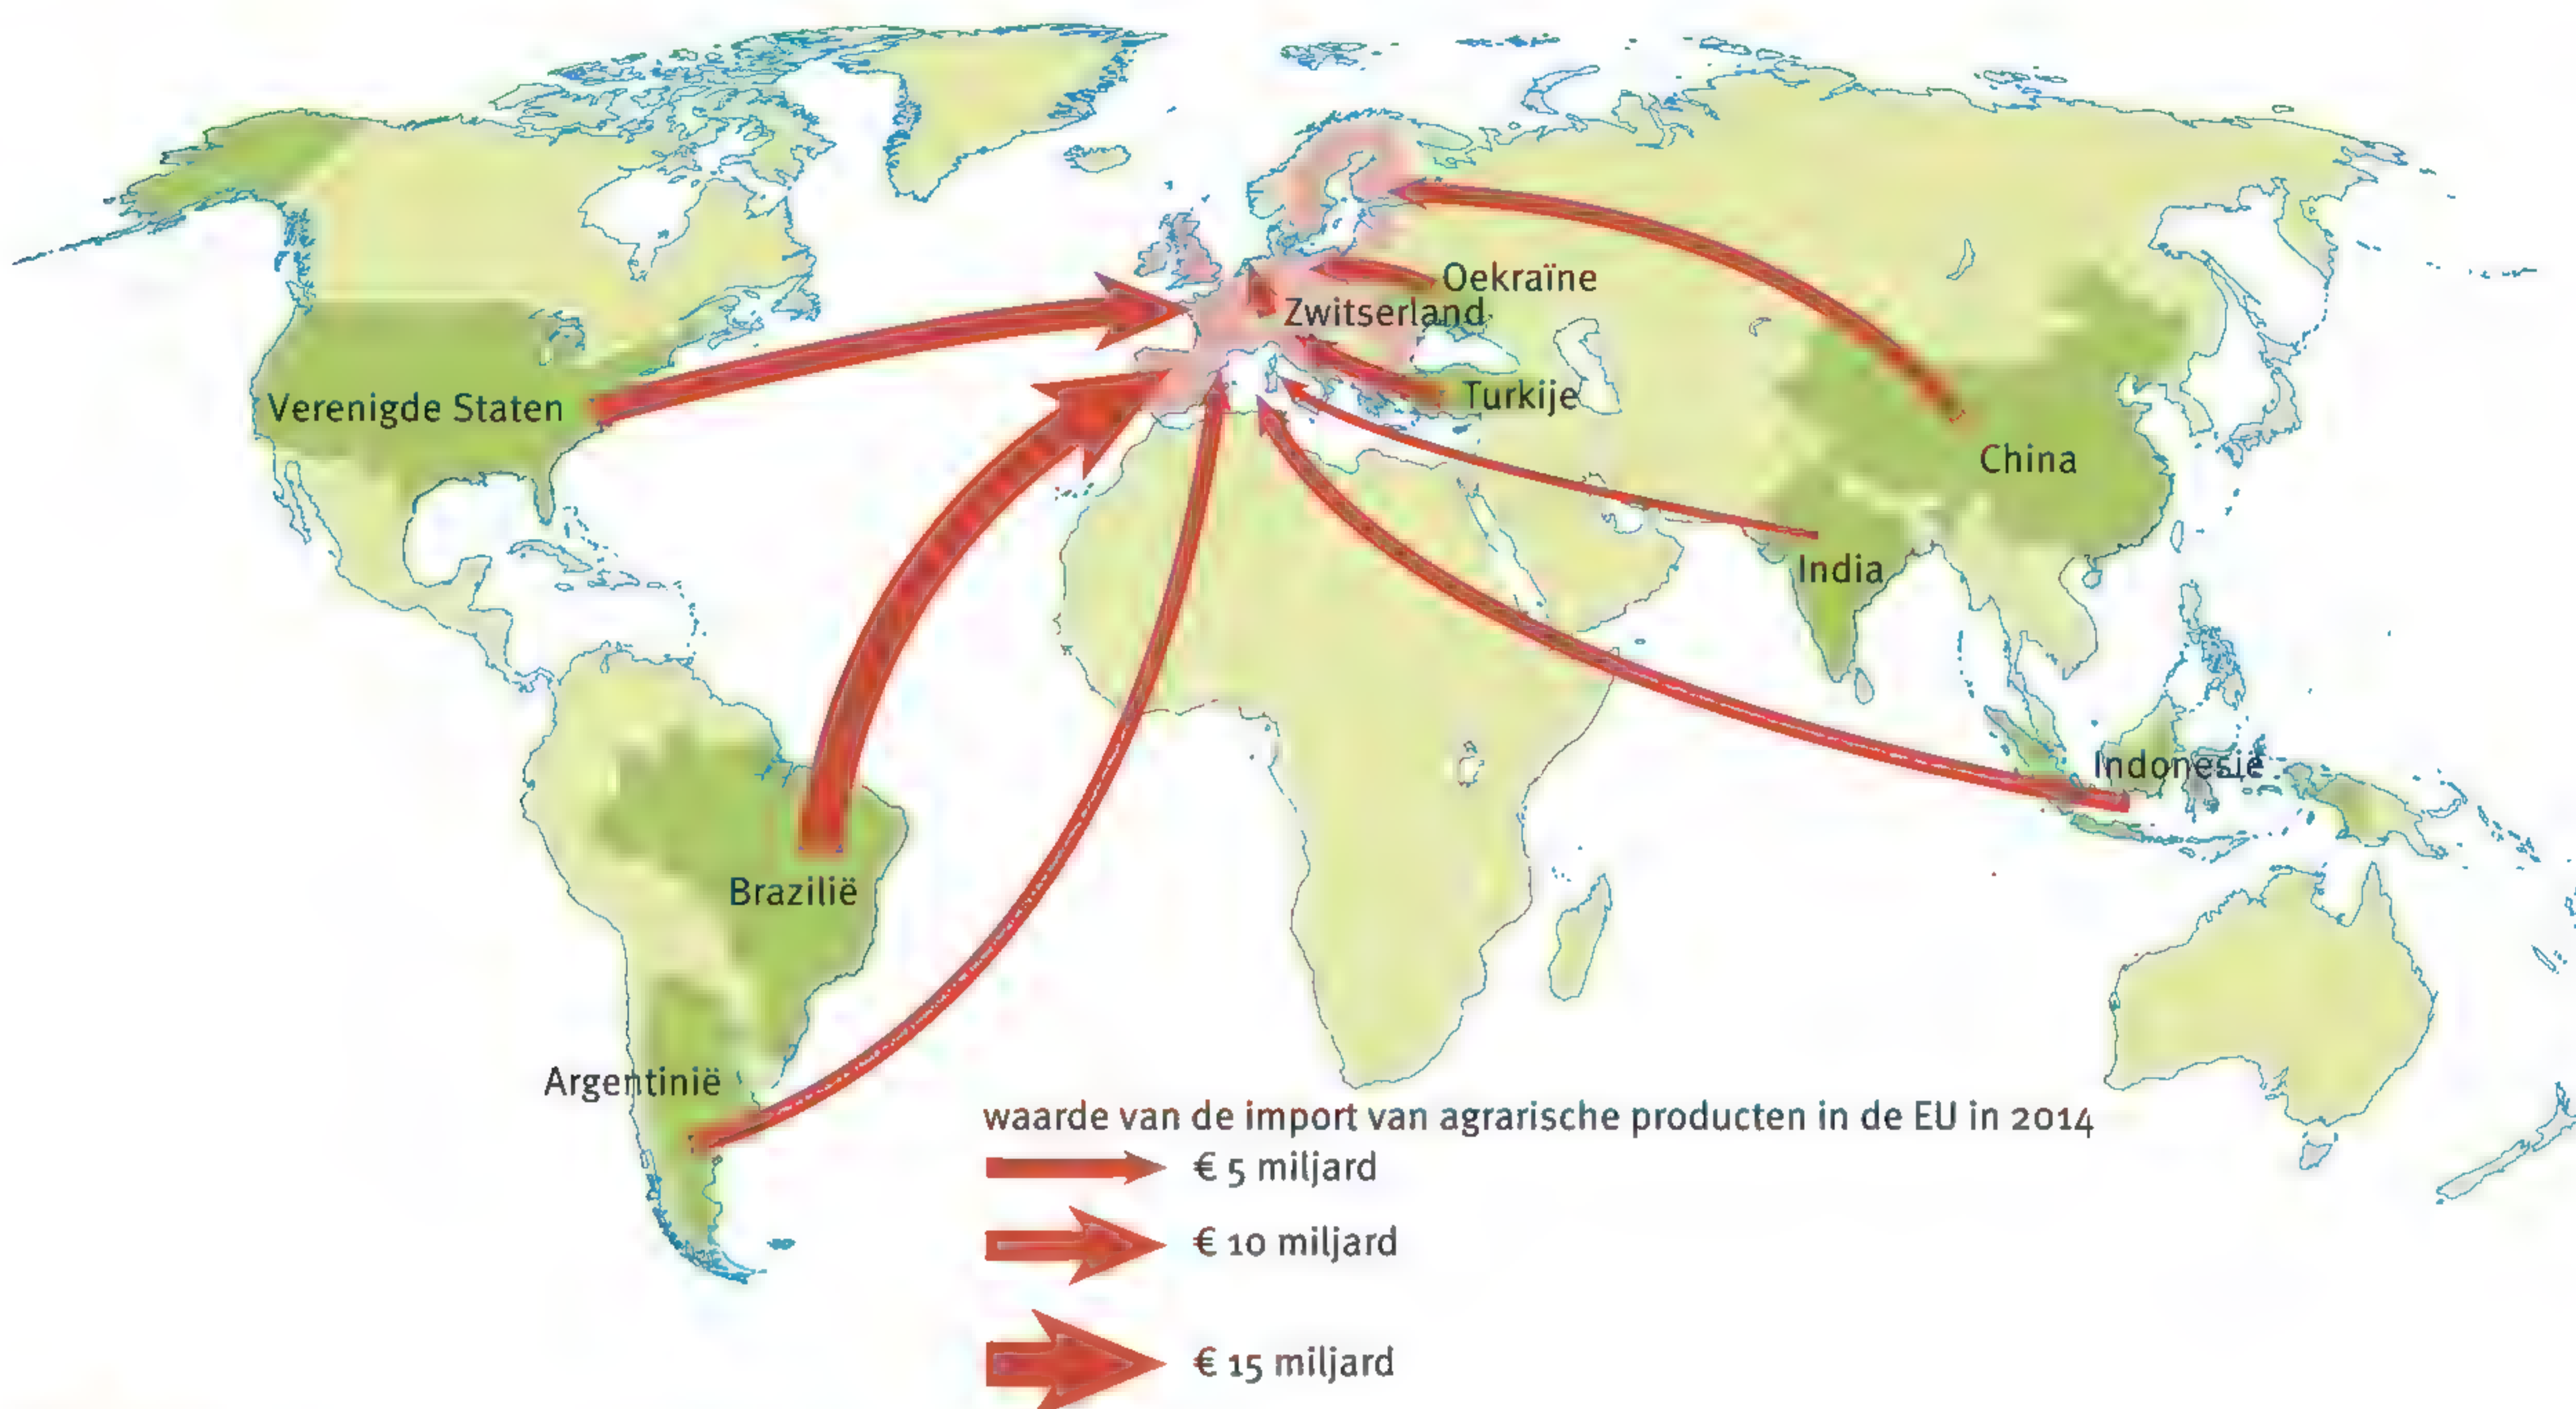 Oekraïne
Zwitserland
Verenigde Staten
Turkije
China
India
Indonesië
Brazilië
Argentinië
waarde van de import van agrarische producten in de EU in 2014
€ 5 miljard
€ 10 miljard
€ 15 miljard